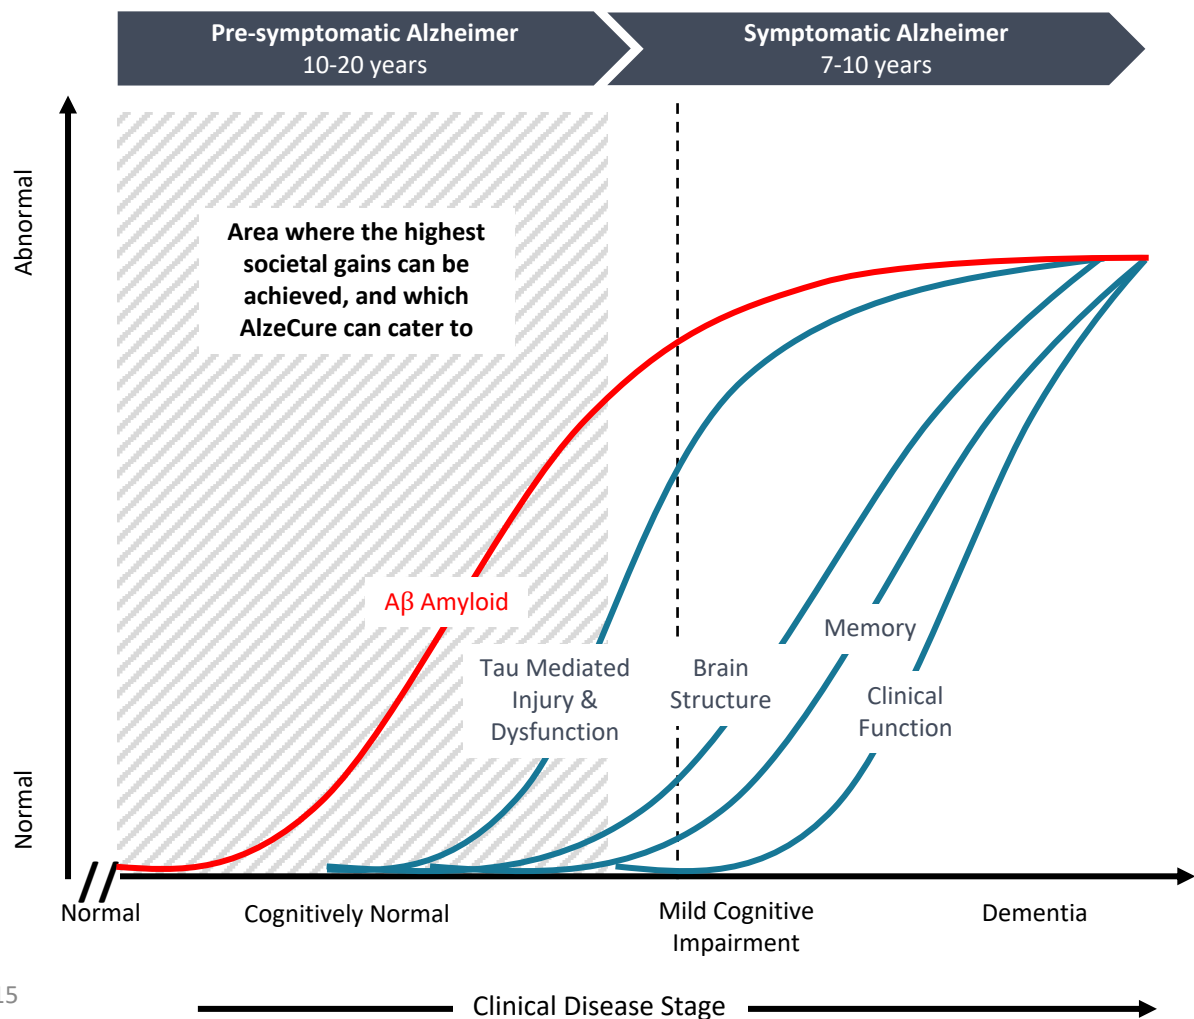 Pre-symptomatic Alzheimer
10-20 years
Symptomatic Alzheimer
7-10 years
Abnormal
Normal
Area where the highest
societal gains can be
achieved, and which
AlzeCure can cater to
Aβ Amyloid
Tau Mediated
Injury &
Dysfunction
Brain
Structure
Memory
Clinical
Function
Normal
Cognitively Normal
Mild Cognitive
Impairment
Dementia
15
Clinical Disease Stage